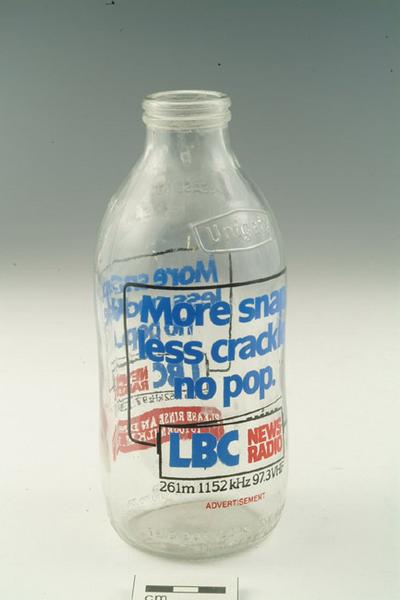 Unigate
More snap
less crackle
no pop.
LBC NEWS
RADIO
261m 1152 kHz 97.3 VHF
ADVERTISEMENT
PLEASE RINSE AND
cm